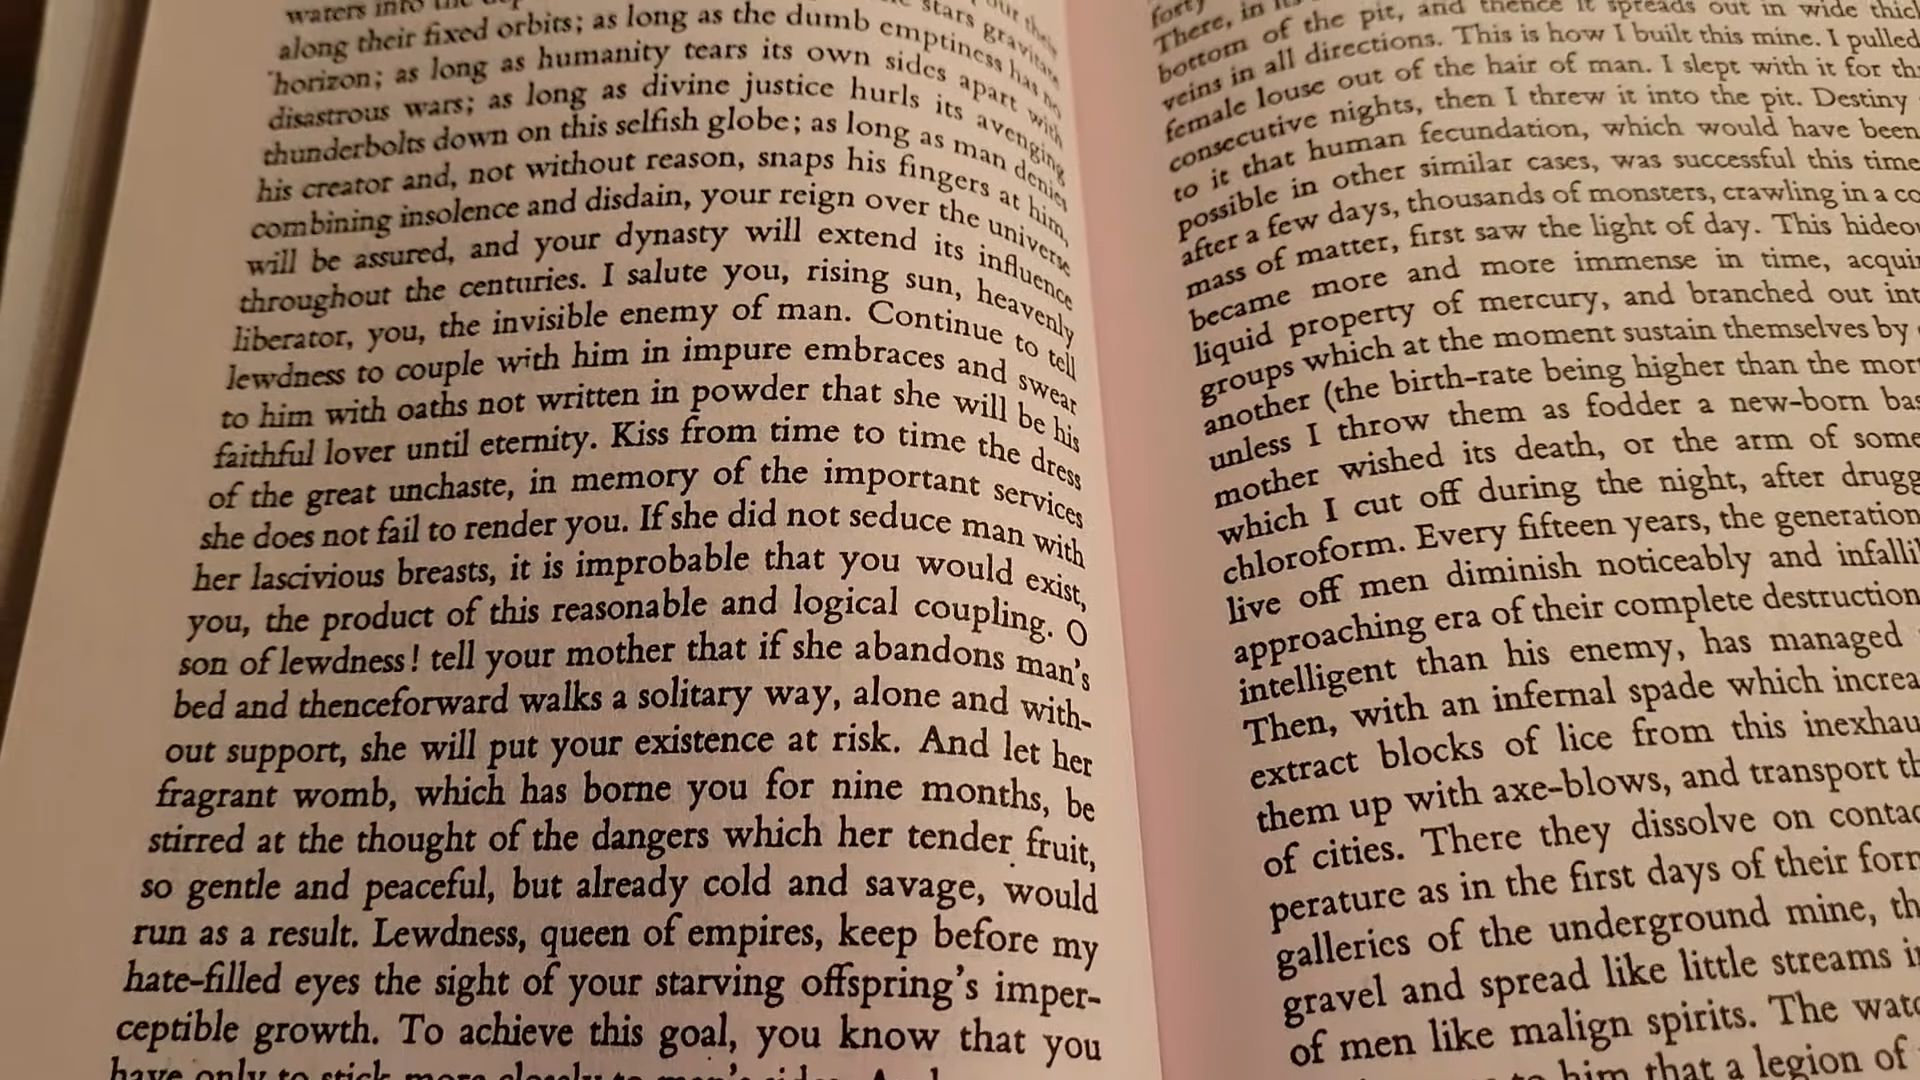 waters into the
along their fixed orbits; as long as the dumb emptiness has no
horizon; as long as humanity tears its own sides apart with
disastrous wars; as long as divine justice hurls its avenging
thunderbolts down on this selfish globe; as long as man denies
his creator and, not without reason, snaps his fingers at him,
combining insolence and disdain, your reign over the universe
will be assured, and your dynasty will extend its influence
throughout the centuries. I salute you, rising sun, heavenly
liberator, you, the invisible enemy of man. Continue to tell
lewdness to couple with him in impure embraces and swear
to him with oaths not written in powder that she will be his
faithful lover until eternity. Kiss from time to time the dress
of the great unchaste, in memory of the important services
she does not fail to render you. If she did not seduce man with
her lascivious breasts, it is improbable that you would exist,
you, the product of this reasonable and logical coupling. O
son of lewdness! tell your mother that if she abandons man's
bed and thenceforward walks a solitary way, alone and with-
out support, she will put your existence at risk. And let her
fragrant womb, which has borne you for nine months, be
stirred at the thought of the dangers which her tender fruit,
so gentle and peaceful, but already cold and savage, would
run as a result. Lewdness, queen of empires, keep before my
hate-filled eyes the sight of your starving offspring's imper-
ceptible growth. To achieve this goal, you know that you
have only to stick more closely to man's
forty
There, in
bottom of the pit, and thence it spreads out in wide
veins in all directions. This is how I built this mine. I pulled
female louse out of the hair of man. I slept with it for
consecutive nights, then I threw it into the pit. Destiny
to it that human fecundation, which would have been
possible in other similar cases, was successful this time
after a few days, thousands of monsters, crawling in a
mass of matter, first saw the light of day. This
became more and more immense in time,
liquid property of mercury, and branched out
groups which at the moment sustain themselves by
another (the birth-rate being higher than the
unless I throw them as fodder a new-born
mother wished its death, or the arm of some
which I cut off during the night, after
chloroform. Every fifteen years, the generation
live off men diminish noticeably and
approaching era of their complete destruction
intelligent than his enemy, has managed
Then, with an infernal spade which
extract blocks of lice from this
them up with axe-blows, and transport
of cities. There they dissolve on
perature as in the first days of their
galleries of the underground mine,
gravel and spread like little streams
of men like malign spirits. The
to him that a legion of